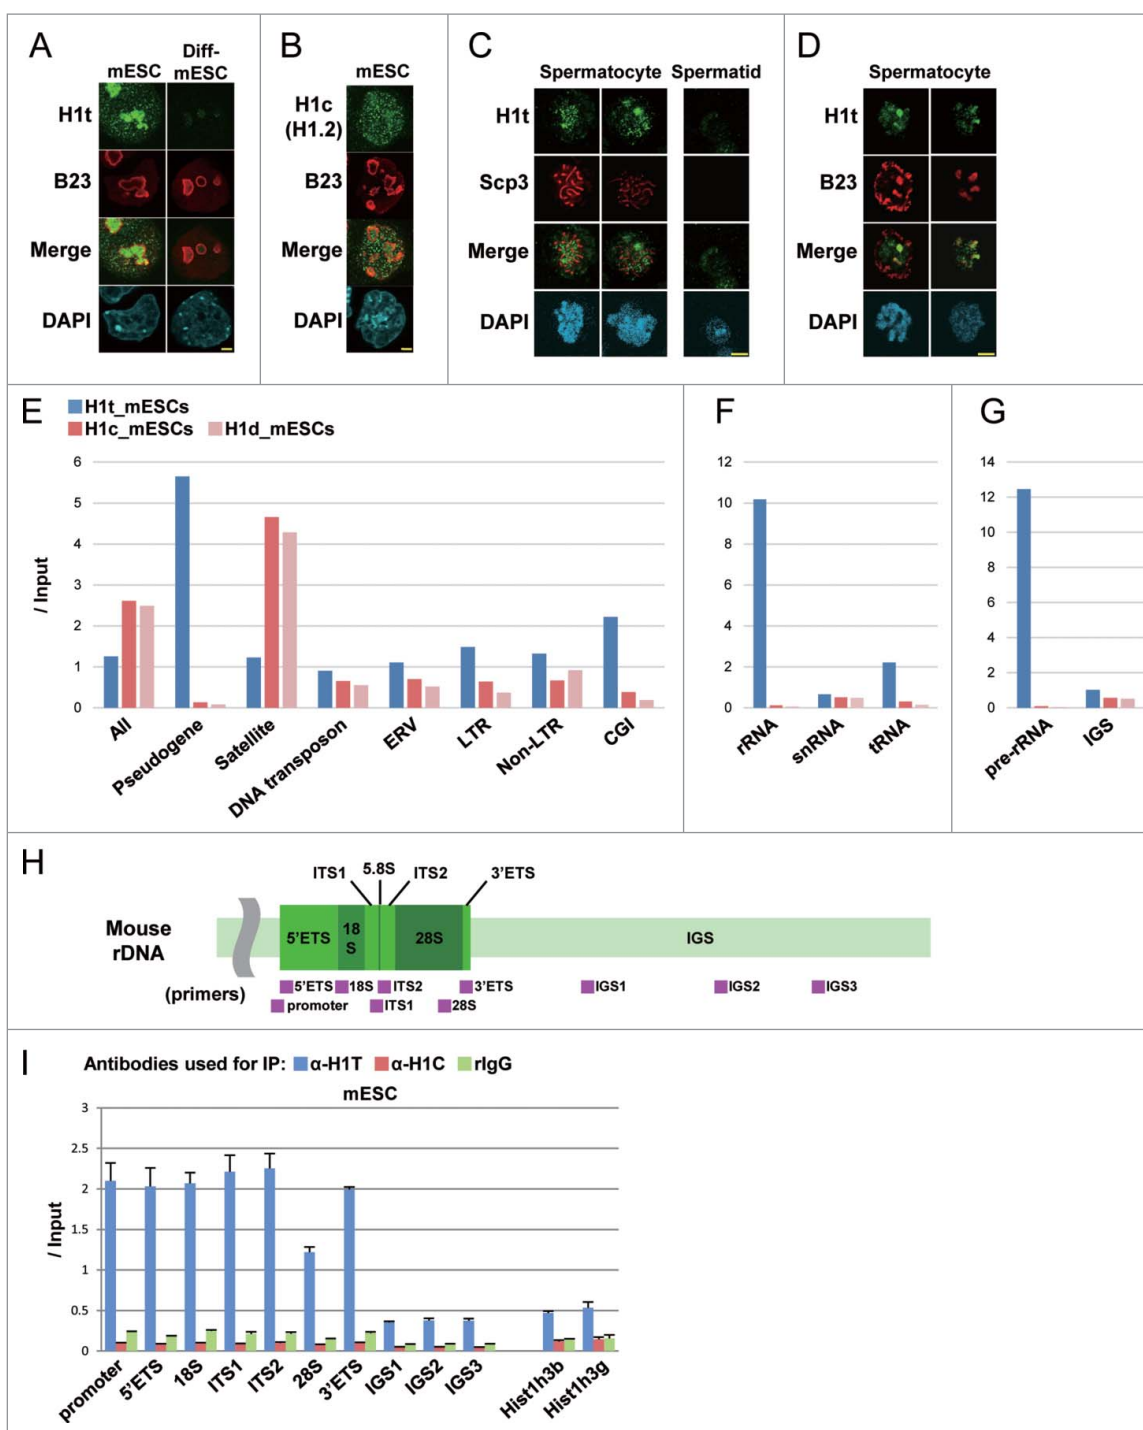 A
mESC
Diff-
mESC
H1t
B23
Merge
DAPI
B
mESC
H1c
(H1.2)
B23
Merge
DAPI
C
Spermatocyte Spermatid
H1t
Scp3
Merge
DAPI
D
Spermatocyte
H1t
B23
Merge
DAPI
E
H1t_mESCs
H1c_mESCs H1d_mESCs
/ Input
6
5
4
3
2
1
0
All
Pseudogene
Satellite
DNA transposon
ERV
LTR
Non-LTR
CGI
F
12
10
8
6
4
2
0
rRNA
snRNA
tRNA
G
14
12
10
8
6
4
2
0
pre-rRNA
IGS
H
ITS1
5.8S
ITS2
3'ETS
Mouse
rDNA
5'ETS
18
S
28S
IGS
(primers)
5'ETS 18S ITS2 3'ETS IGS1 IGS2 IGS3
promoter ITS1 28S
I
Antibodies used for IP: α-H1T α-H1C rIgG
mESC
/ Input
3
2.5
2
1.5
1
0.5
0
promoter
5'ETS
18S
ITS1
ITS2
28S
3'ETS
IGS1
IGS2
IGS3
Hist1h3b
Hist1h3g